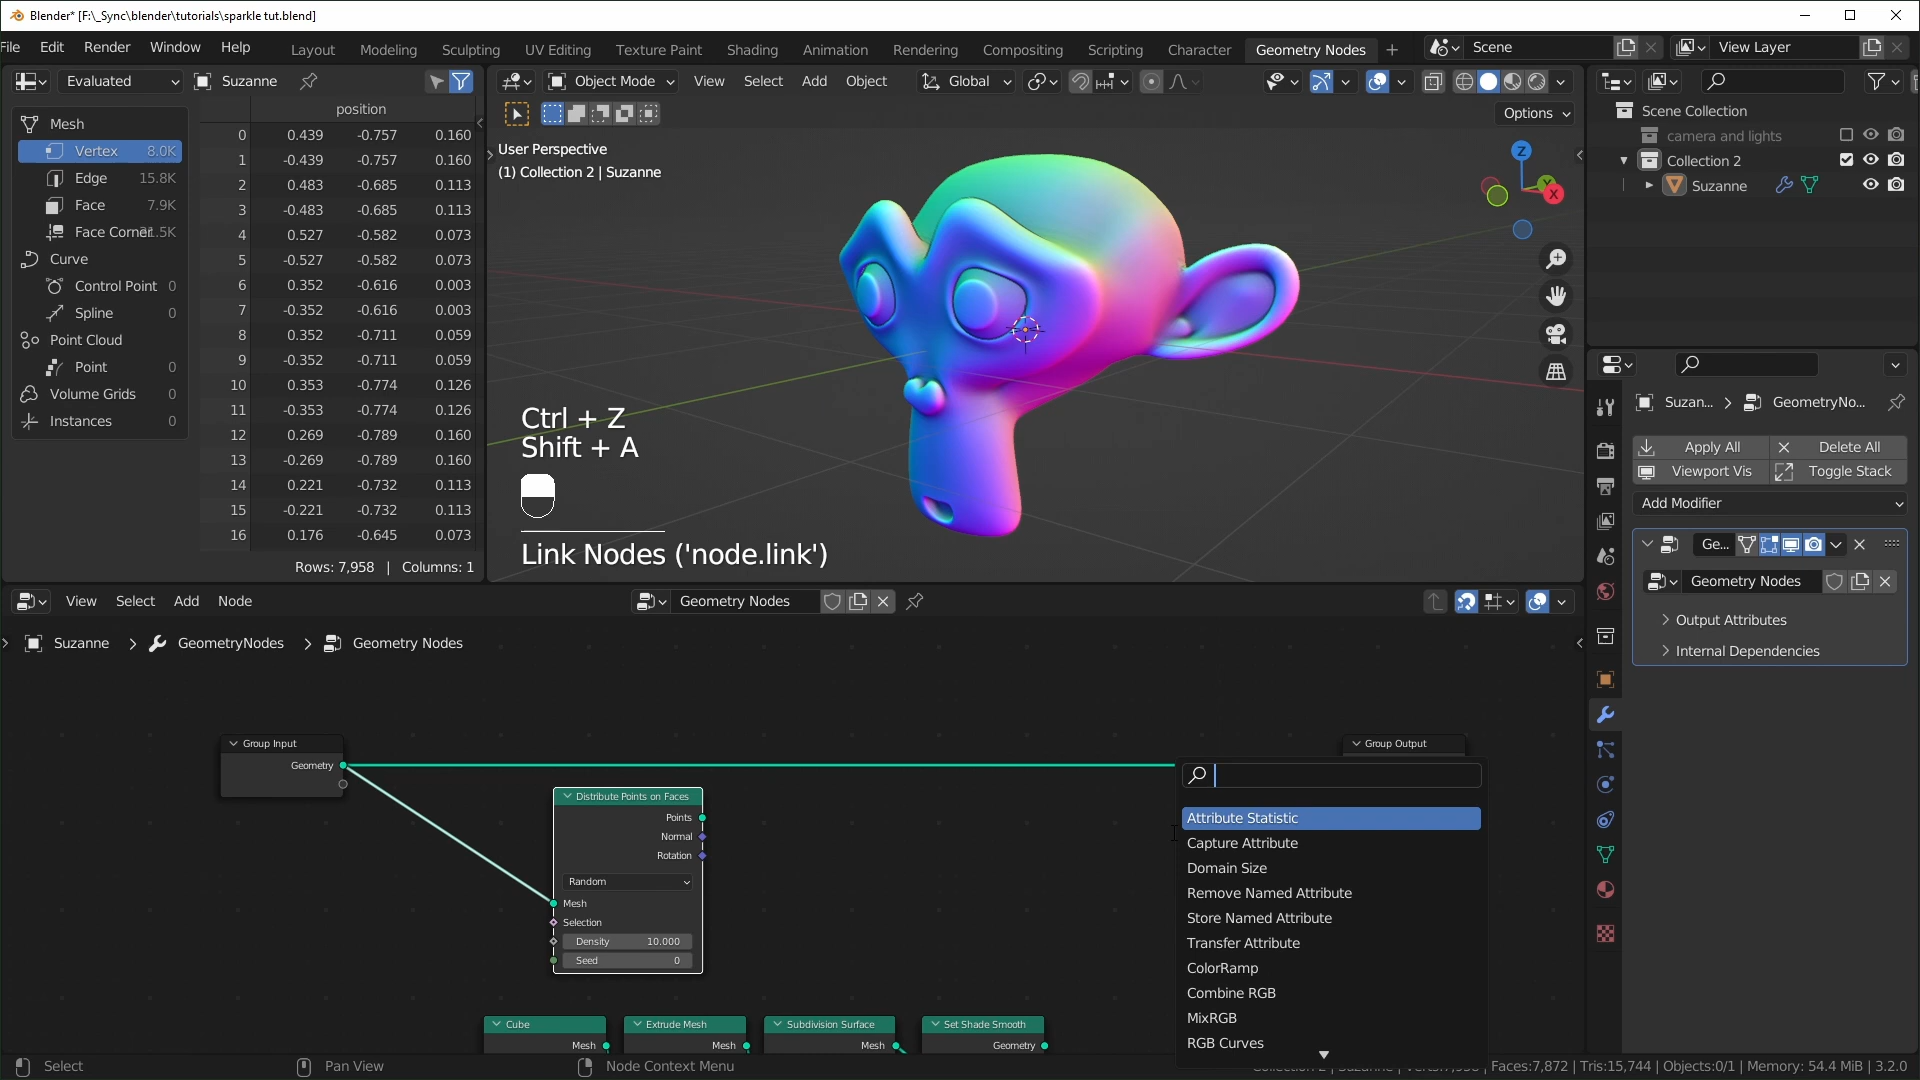 Blender* [F:\_Sync\blender\tutorials\sparkle tut.blend]
File Edit Render Window Help Layout Modeling Sculpting UV Editing Texture Paint Shading Animation Rendering Compositing Scripting Character Geometry Nodes + Scene View Layer
Evaluated Suzanne
Object Mode View Select Add Object Global
Options
position
Mesh
Vertex 8.0K
Edge 15.8K
Face 7.9K
Curve
Control Point 0
Spline 0
Point Cloud
Point 0
Volume Grids
Instances 0
0 0.439 -0.757 0.160
1 -0.439 -0.757 0.160
2 0.483 -0.685 0.113
3 -0.483 -0.685 0.113
4 0.527 -0.582 0.073
5 -0.527 -0.582 0.073
6 0.352 -0.616 0.003
7 -0.352 -0.616 0.003
8 0.352 -0.711 0.059
9 -0.352 -0.711 0.059
10 0.353 -0.774 0.126
11 -0.353 -0.774 0.126
12 0.269 -0.789 0.160
13 -0.269 -0.789 0.160
14 0.221 -0.732 0.113
15 -0.221 -0.732 0.113
16 0.176 -0.645 0.073
Rows: 7,958 | Columns: 1
User Perspective
(1) Collection 2 | Suzanne
Z
X
Ctrl + Z
Shift + A
Link Nodes ('node.link')
Scene Collection
camera and lights
Collection 2
Suzanne
Suzan... > GeometryNo...
Apply All Delete All
Viewport Vis Toggle Stack
Add Modifier
Ge...
Geometry Nodes
Output Attributes
Internal Dependencies
View Select Add Node Geometry Nodes
Suzanne > GeometryNodes > Geometry Nodes
Group Input
Geometry
Distribute Points on Faces
Points
Normal
Rotation
Random
Mesh
Selection
Density 10.000
Seed 0
Group Output
Attribute Statistic
Capture Attribute
Domain Size
Remove Named Attribute
Store Named Attribute
Transfer Attribute
ColorRamp
Combine RGB
MixRGB
RGB Curves
Cube
Mesh
Extrude Mesh
Mesh
Subdivision Surface
Mesh
Set Shade Smooth
Geometry
Select Pan View Node Context Menu
Faces:7,872 | Tris:15,744 | Objects:0/1 | Memory: 54.4 MiB | 3.2.0